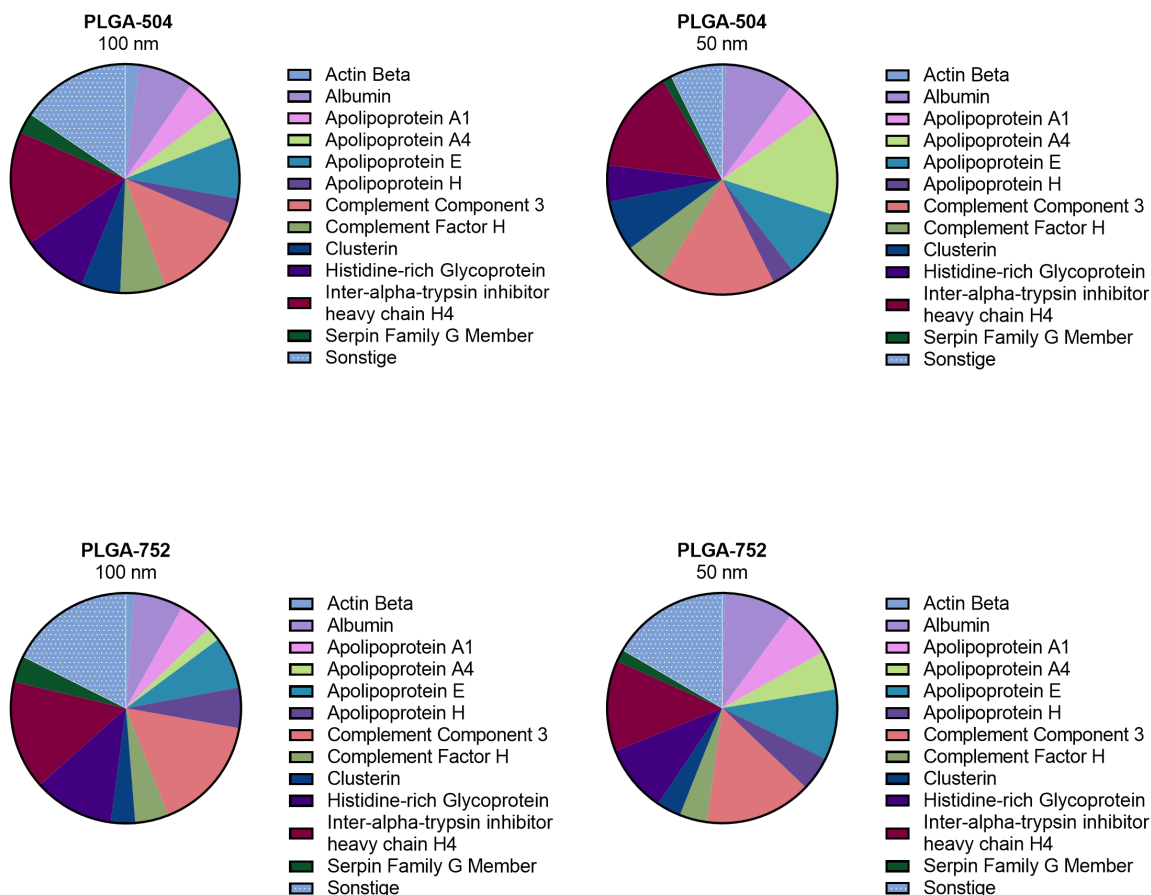 PLGA-504
100 nm
Actin Beta
Albumin
Apolipoprotein A1
Apolipoprotein A4
Apolipoprotein E
Apolipoprotein H
Complement Component 3
Complement Factor H
Clusterin
Histidine-rich Glycoprotein
Inter-alpha-trypsin inhibitor
heavy chain H4
Serpin Family G Member
Sonstige
PLGA-504
50 nm
Actin Beta
Albumin
Apolipoprotein A1
Apolipoprotein A4
Apolipoprotein E
Apolipoprotein H
Complement Component 3
Complement Factor H
Clusterin
Histidine-rich Glycoprotein
Inter-alpha-trypsin inhibitor
heavy chain H4
Serpin Family G Member
Sonstige
PLGA-752
100 nm
Actin Beta
Albumin
Apolipoprotein A1
Apolipoprotein A4
Apolipoprotein E
Apolipoprotein H
Complement Component 3
Complement Factor H
Clusterin
Histidine-rich Glycoprotein
Inter-alpha-trypsin inhibitor
heavy chain H4
Serpin Family G Member
Sonstige
PLGA-752
50 nm
Actin Beta
Albumin
Apolipoprotein A1
Apolipoprotein A4
Apolipoprotein E
Apolipoprotein H
Complement Component 3
Complement Factor H
Clusterin
Histidine-rich Glycoprotein
Inter-alpha-trypsin inhibitor
heavy chain H4
Serpin Family G Member
Sonstige